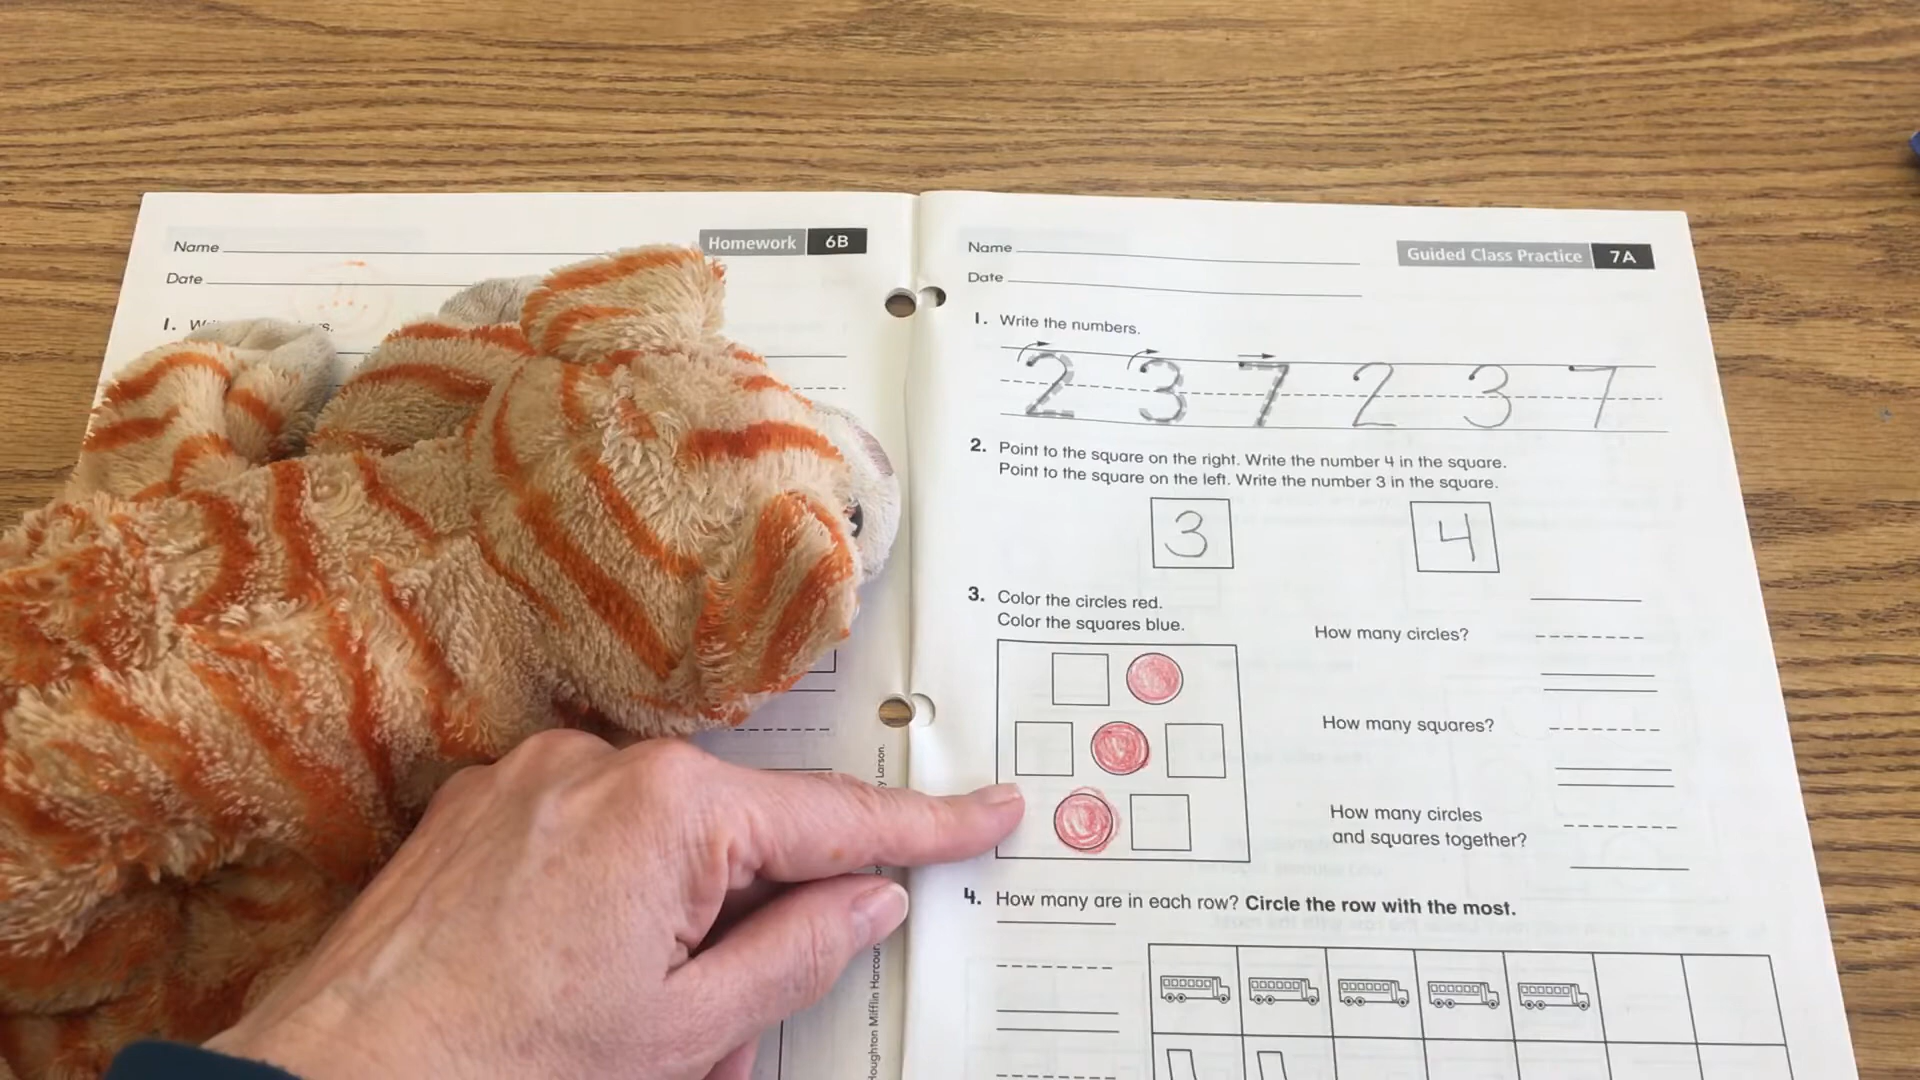 Name
Homework 6B
Date
1.
Name
Guided Class Practice 7A
Date
1. Write the numbers.
2 3 7 2 3 7
2. Point to the square on the right. Write the number 4 in the square.
Point to the square on the left. Write the number 3 in the square.
3 4
3. Color the circles red.
Color the squares blue.
How many circles?
How many squares?
How many circles
and squares together?
4. How many are in each row? Circle the row with the most.
Houghton Mifflin Harcourt
Larson.